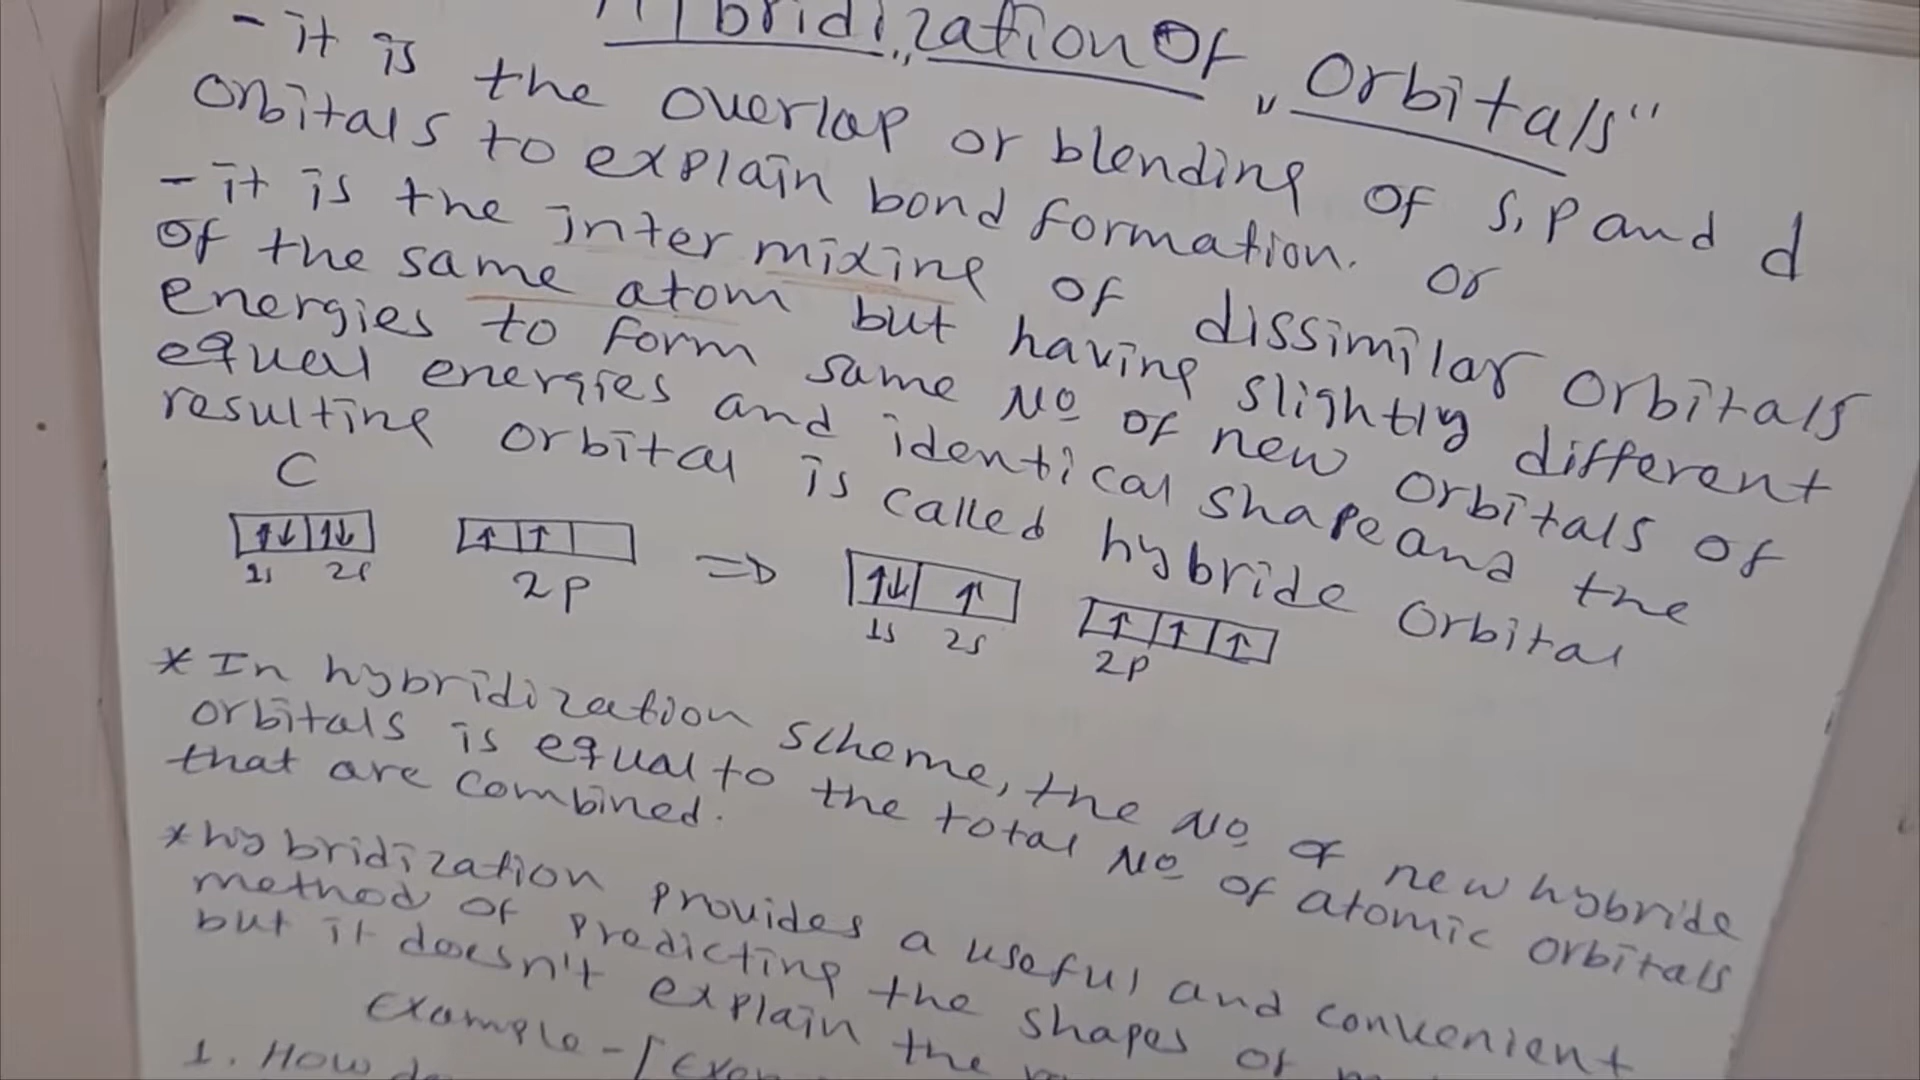 Hybridization Of "Orbitals"
- it is the overlap or blending of s, p and d
orbitals to explain bond formation. or
- it is the inter mixing of dissimilar orbitals
of the same atom but having slightly different
energies to form same No of new orbitals of
equal energies and identical shape and the
resulting orbital is called hybride orbital
C
↑↓ ↑↓ ↑ ↑ => ↑↓ ↑ ↑ ↑ ↑
1s 2s 2p 1s 2s 2p
* In hybridization scheme, the No of new hybride
orbitals is equal to the total No of atomic orbitals
that are combined.
* hybridization provides a useful and convenient
method of predicting the shapes of
but it doesn't explain the
Example -
1. How do